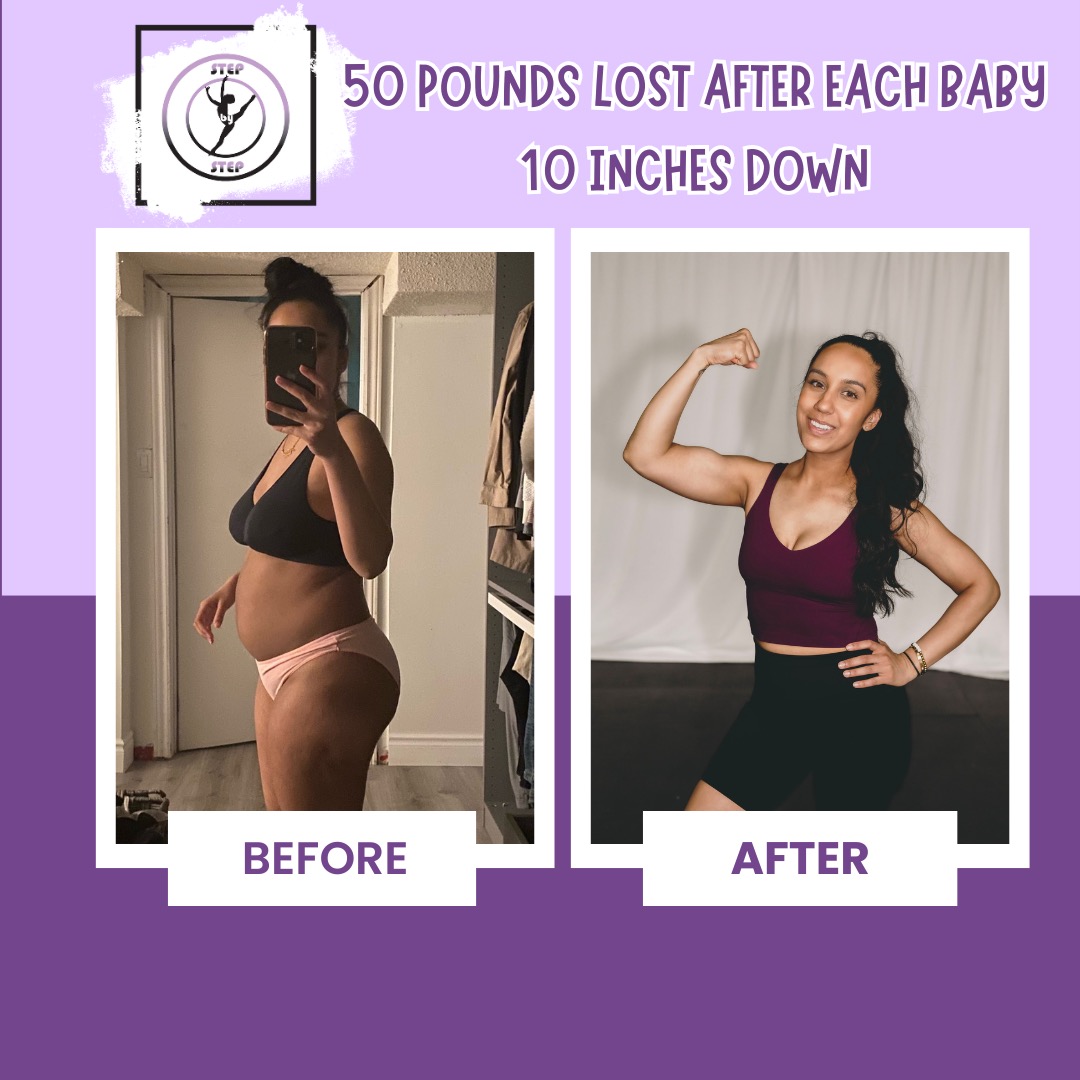 STEP
by
STEP
50 POUNDS LOST AFTER EACH BABY
10 INCHES DOWN
BEFORE
AFTER